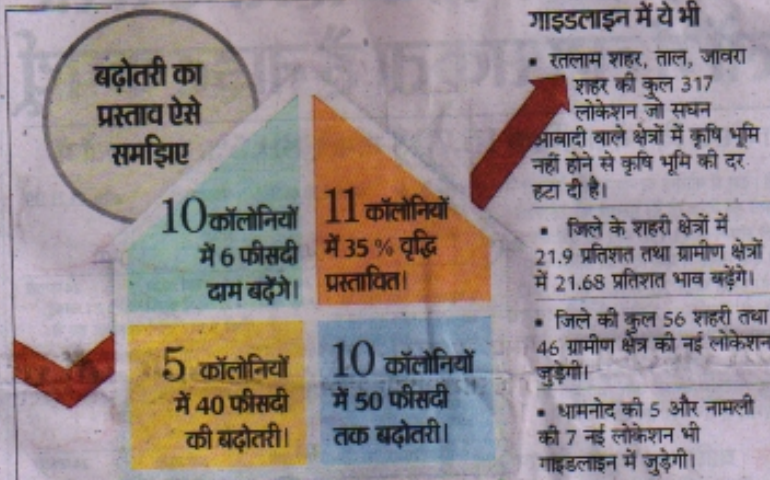 बढ़ोतरी का
प्रस्ताव ऐसे
समझिए
10 कॉलोनियों
में 6 फीसदी
दाम बढ़ेंगे।
11 कॉलोनियों
में 35 % वृद्धि
प्रस्तावित।
5 कॉलोनियों
में 40 फीसदी
की बढ़ोतरी।
10 कॉलोनियों
में 50 फीसदी
तक बढ़ोतरी।
गाइडलाइन में ये भी
▪ रतलाम शहर, ताल, जावरा
शहर की कुल 317
लोकेशन जो सघन
आबादी वाले क्षेत्रों में कृषि भूमि
नहीं होने से कृषि भूमि की दर
हटा दी है।
▪ जिले के शहरी क्षेत्रों में
21.9 प्रतिशत तथा ग्रामीण क्षेत्रों
में 21.68 प्रतिशत भाव बढ़ेंगे।
▪ जिले की कुल 56 शहरी तथा
46 ग्रामीण क्षेत्र की नई लोकेशन
जुड़ेगी।
▪ धामनोद की 5 और नामली
की 7 नई लोकेशन भी
गाइडलाइन में जुड़ेगी।